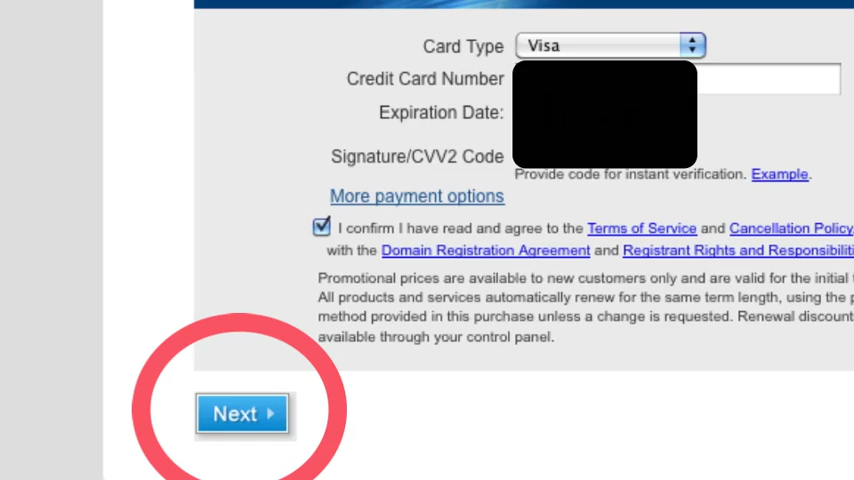 Card Type Visa
Credit Card Number
Expiration Date:
Signature/CVV2 Code
Provide code for instant verification. Example.
More payment options
I confirm I have read and agree to the Terms of Service and Cancellation Policy,
with the Domain Registration Agreement and Registrant Rights and
Promotional prices are available to new customers only and are valid for the initial
All products and services automatically renew for the same term length, using the
method provided in this purchase unless a change is requested. Renewal
available through your control panel.
Next